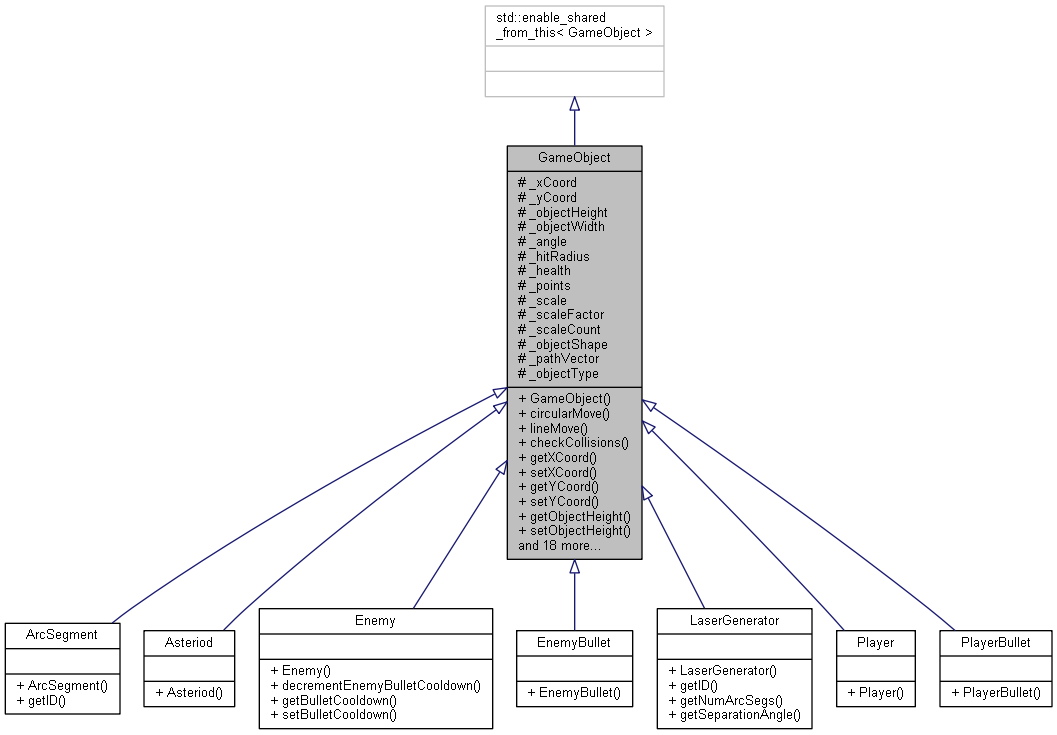 std::enable_shared
_from_this< GameObject >
GameObject
# _xCoord
# _yCoord
# _objectHeight
# _objectWidth
# _angle
# _hitRadius
# _health
# _points
# _scale
# _scaleFactor
# _scaleCount
# _objectShape
# _pathVector
# _objectType
+ GameObject()
+ circularMove()
+ lineMove()
+ checkCollisions()
+ getXCoord()
+ setXCoord()
+ getYCoord()
+ setYCoord()
+ getObjectHeight()
+ setObjectHeight()
and 18 more...
ArcSegment
+ ArcSegment()
+ getID()
Asteriod
+ Asteriod()
Enemy
+ Enemy()
+ decrementEnemyBulletCooldown()
+ getBulletCooldown()
+ setBulletCooldown()
EnemyBullet
+ EnemyBullet()
LaserGenerator
+ LaserGenerator()
+ getID()
+ getNumArcSegs()
+ getSeparationAngle()
Player
+ Player()
PlayerBullet
+ PlayerBullet()